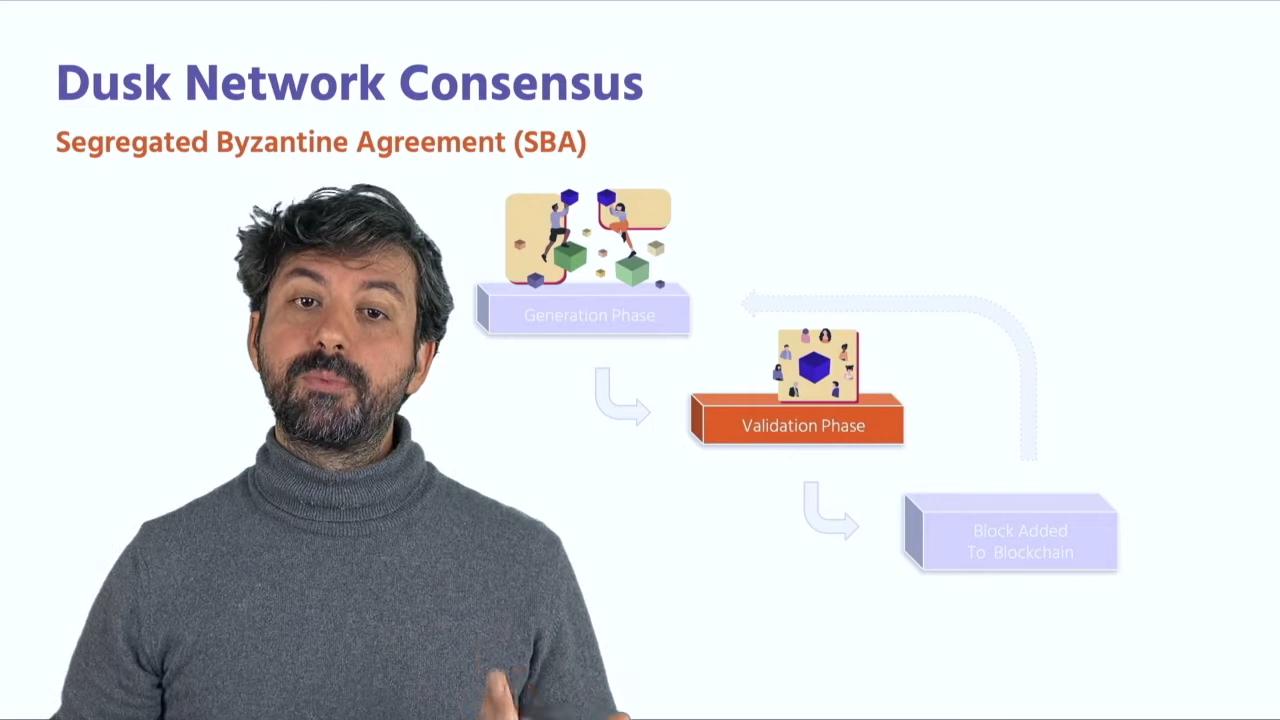 Dusk Network Consensus
Segregated Byzantine Agreement (SBA)
Generation Phase
Validation Phase
Block Added
To Blockchain